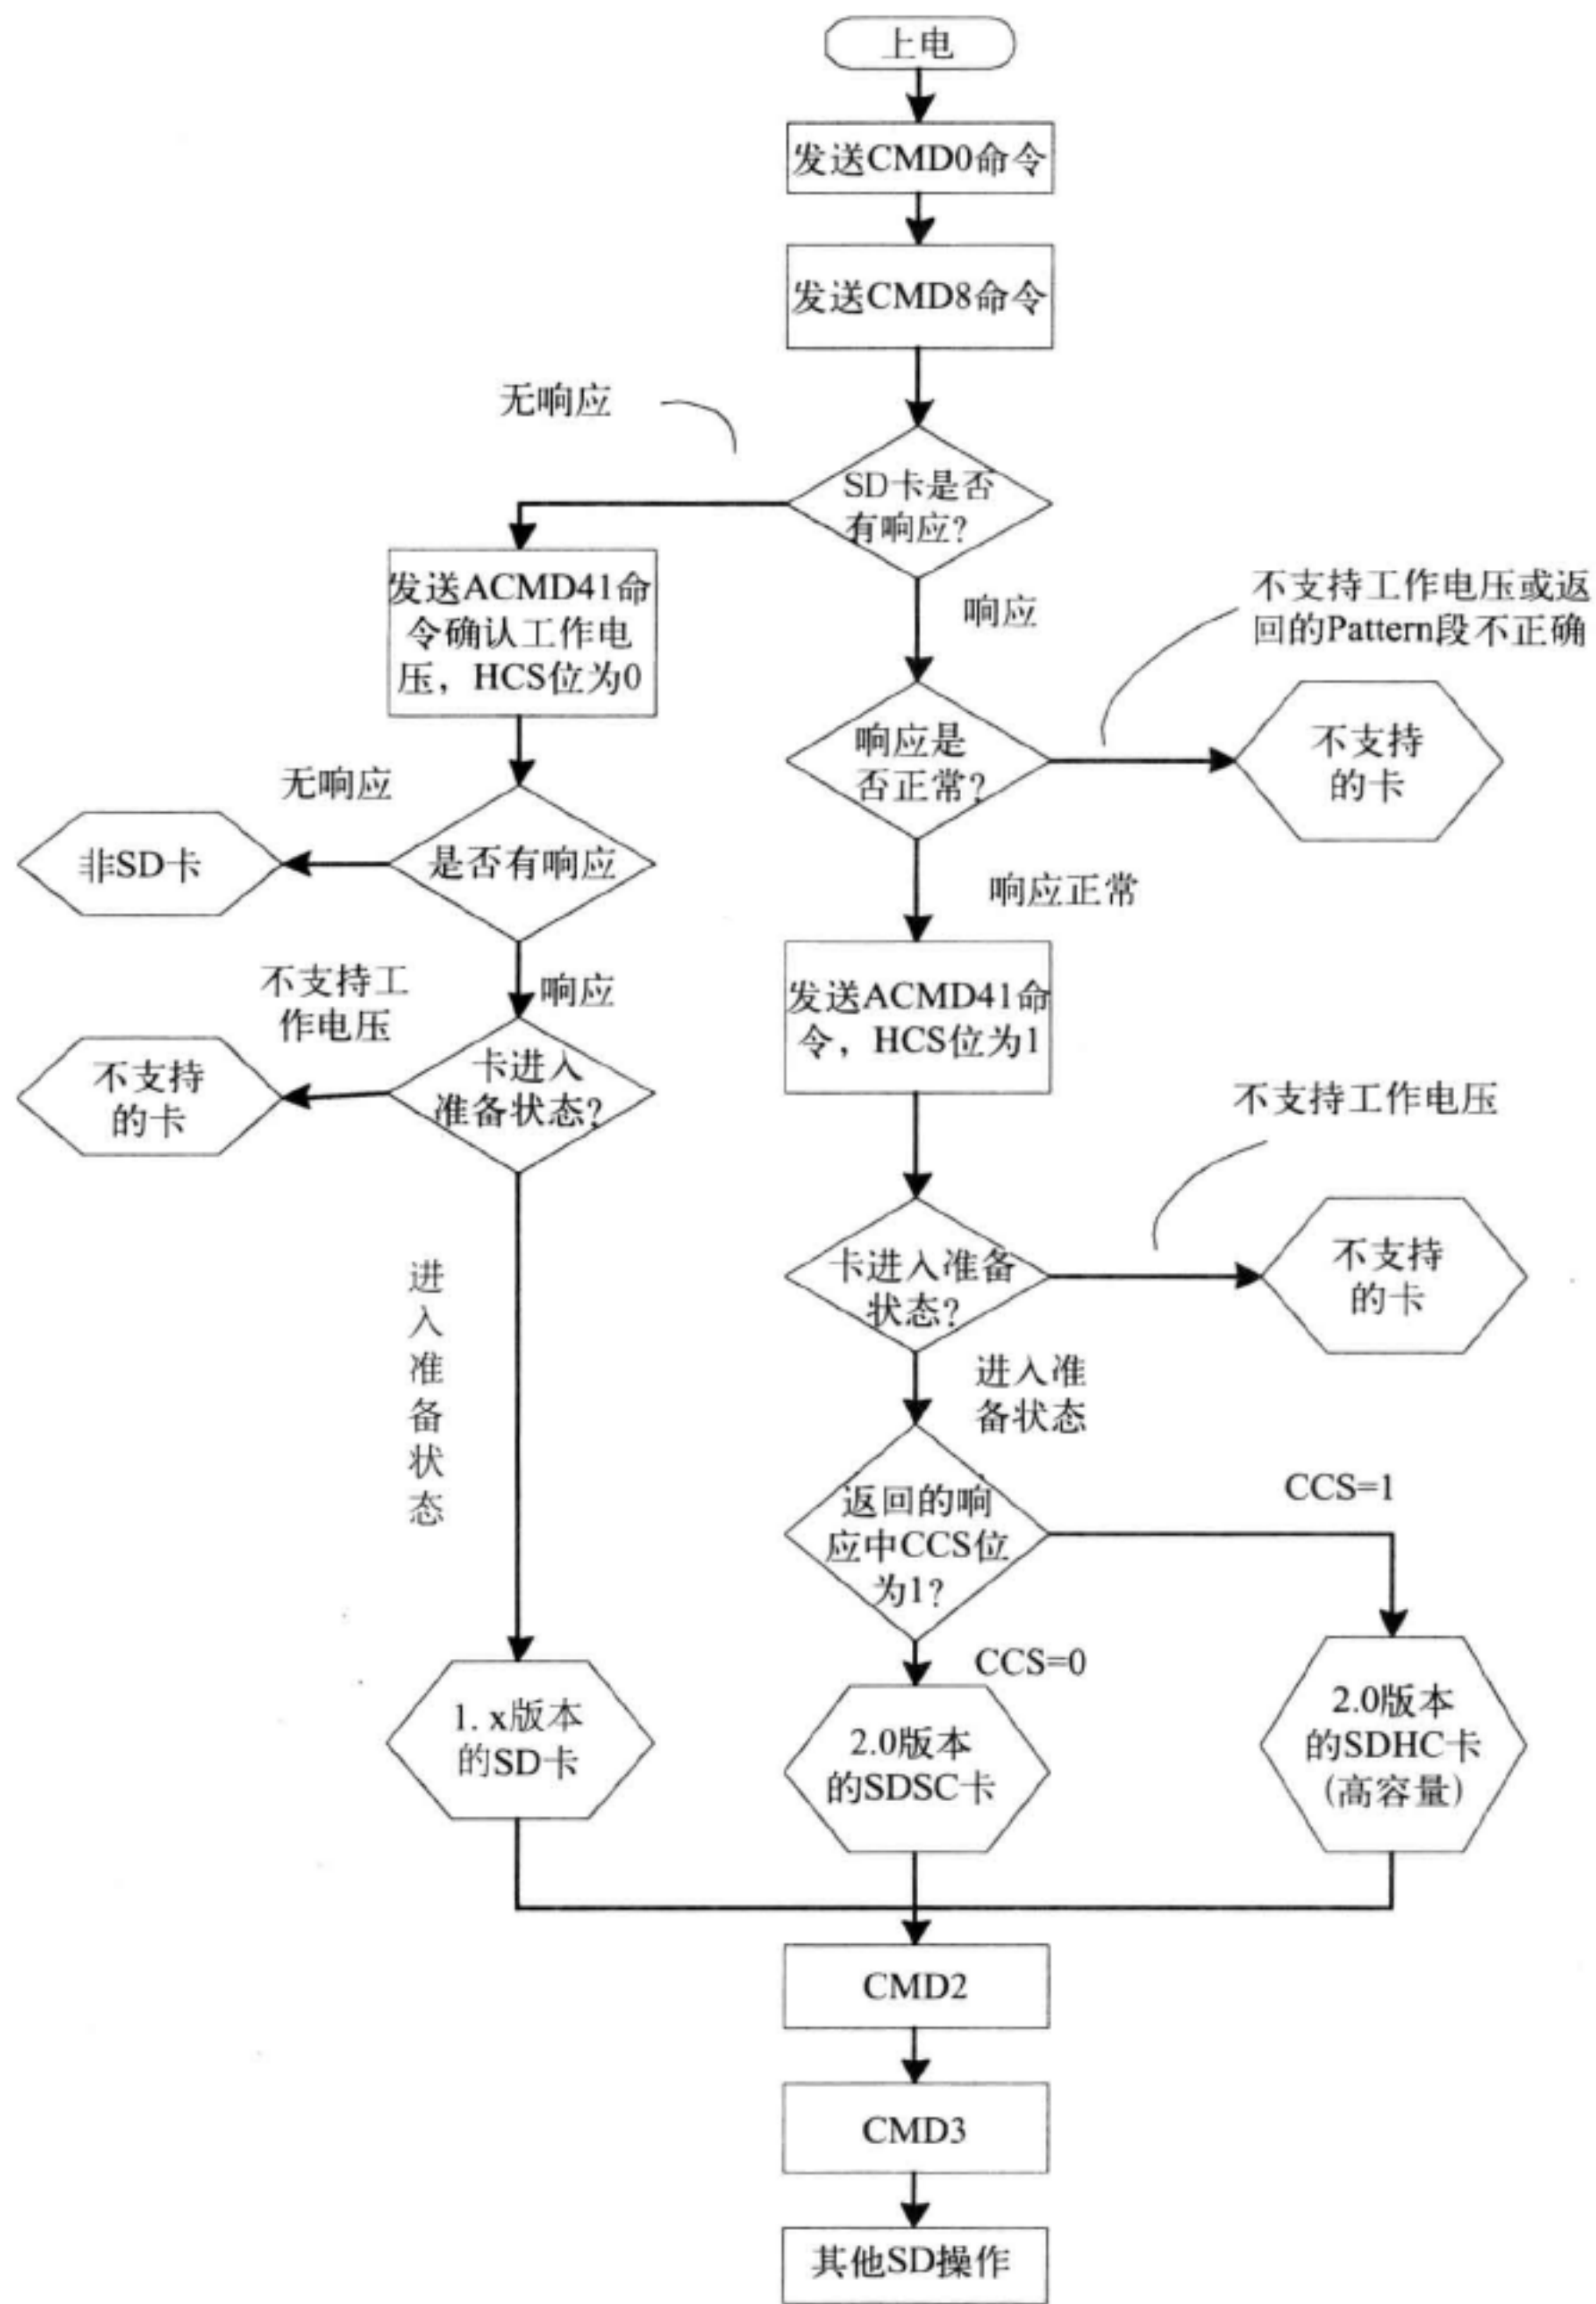 上电
发送CMD0命令
发送CMD8命令
无响应
SD卡是否
有响应?
发送ACMD41命
令确认工作电
压，HCS位为0
响应
不支持工作电压或返
回的Pattern段不正确
响应是
否正常?
不支持
的卡
无响应
非SD卡
是否有响应
响应正常
不支持工
作电压
响应
发送ACMD41命
令，HCS位为1
不支持
的卡
卡进入
准备状态?
不支持工作电压
进
入
准
备
状
态
卡进入准备
状态?
不支持
的卡
进入准
备状态
返回的响
应中CCS位
为1?
CCS=1
CCS=0
1. x版本
的SD卡
2.0版本
的SDSC卡
2.0版本
的SDHC卡
(高容量)
CMD2
CMD3
其他SD操作